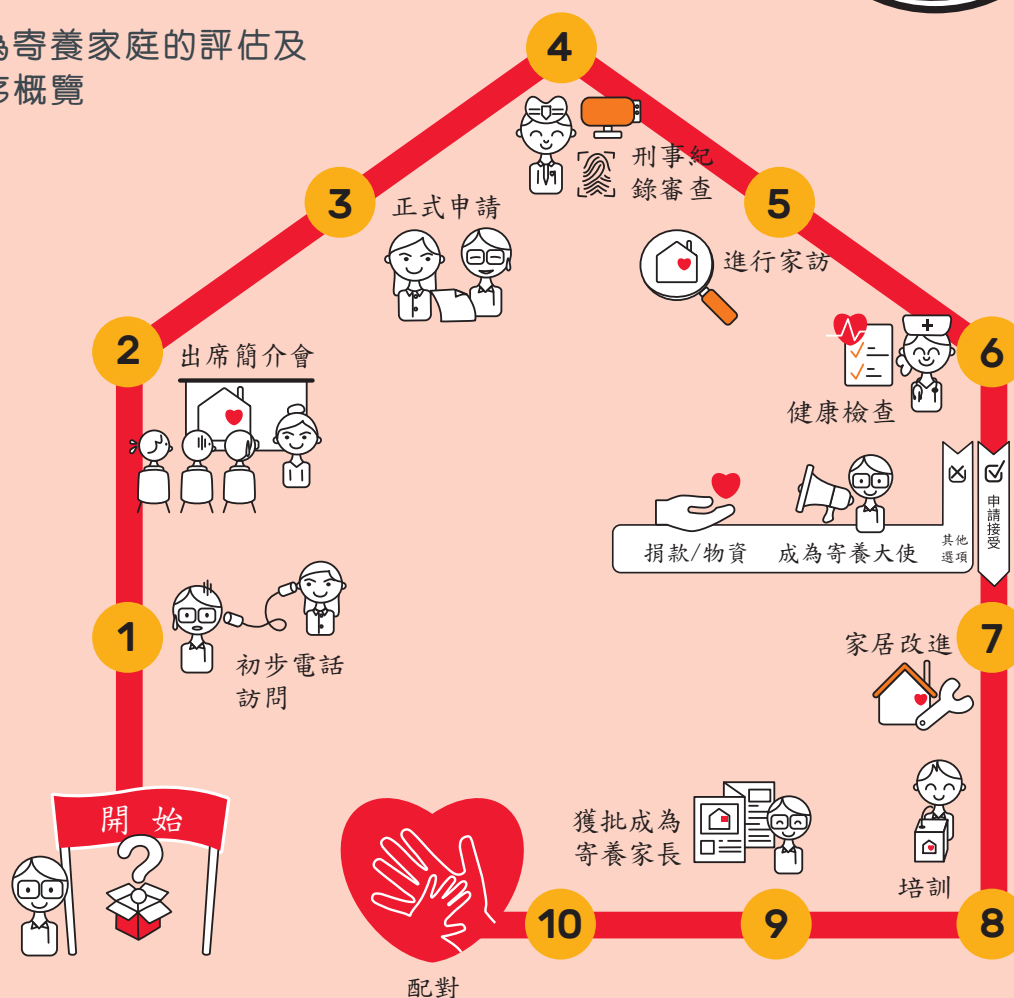 為寄養家庭的評估及
序概覽
4
刑事紀
錄審查
3
正式申請
5
進行家訪
2
出席簡介會
6
健康檢查
申請接受
其他
選項
捐款/物資
成為寄養大使
1
初步電話
訪問
7
家居改進
開始
獲批成為
寄養家長
培訓
10
9
8
配對